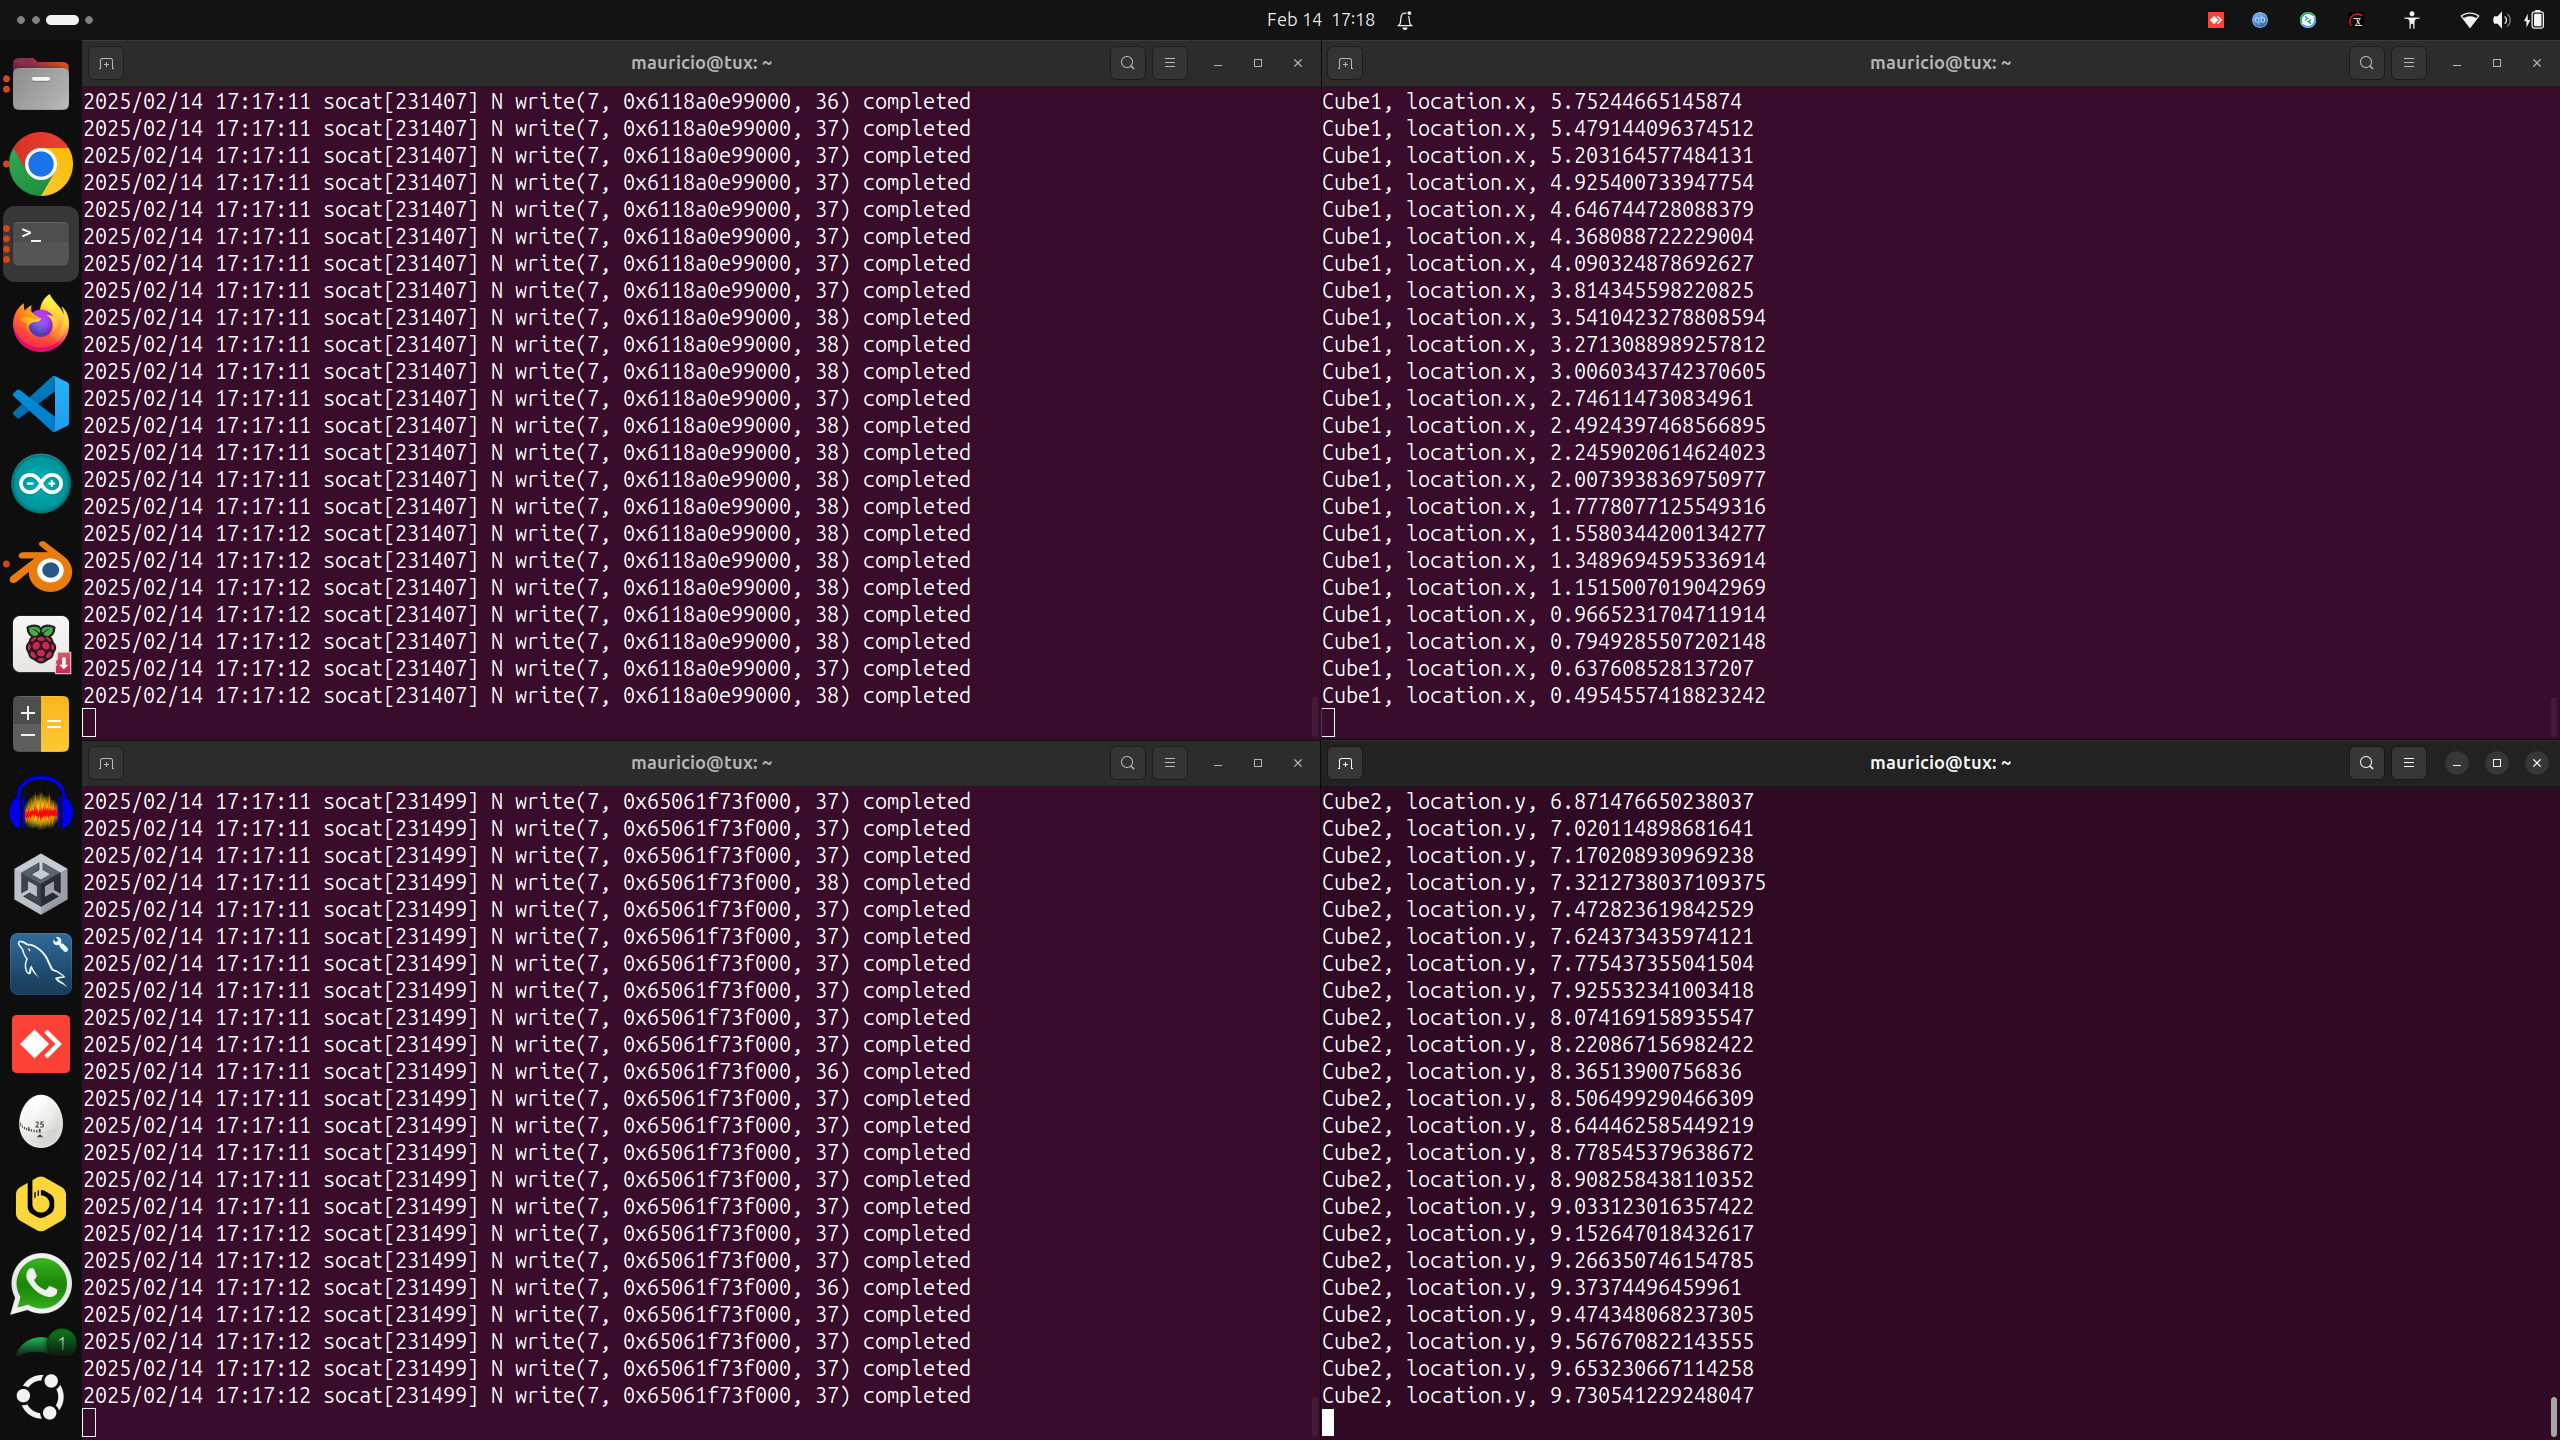 Feb 14 17:18
mauricio@tux: ~
2025/02/14 17:17:11 socat[231407] N write(7, 0x6118a0e99000, 36) completed
2025/02/14 17:17:11 socat[231407] N write(7, 0x6118a0e99000, 37) completed
2025/02/14 17:17:11 socat[231407] N write(7, 0x6118a0e99000, 37) completed
2025/02/14 17:17:11 socat[231407] N write(7, 0x6118a0e99000, 37) completed
2025/02/14 17:17:11 socat[231407] N write(7, 0x6118a0e99000, 37) completed
2025/02/14 17:17:11 socat[231407] N write(7, 0x6118a0e99000, 37) completed
2025/02/14 17:17:11 socat[231407] N write(7, 0x6118a0e99000, 37) completed
2025/02/14 17:17:11 socat[231407] N write(7, 0x6118a0e99000, 37) completed
2025/02/14 17:17:11 socat[231407] N write(7, 0x6118a0e99000, 38) completed
2025/02/14 17:17:11 socat[231407] N write(7, 0x6118a0e99000, 38) completed
2025/02/14 17:17:11 socat[231407] N write(7, 0x6118a0e99000, 38) completed
2025/02/14 17:17:11 socat[231407] N write(7, 0x6118a0e99000, 37) completed
2025/02/14 17:17:11 socat[231407] N write(7, 0x6118a0e99000, 38) completed
2025/02/14 17:17:11 socat[231407] N write(7, 0x6118a0e99000, 38) completed
2025/02/14 17:17:11 socat[231407] N write(7, 0x6118a0e99000, 38) completed
2025/02/14 17:17:11 socat[231407] N write(7, 0x6118a0e99000, 38) completed
2025/02/14 17:17:12 socat[231407] N write(7, 0x6118a0e99000, 38) completed
2025/02/14 17:17:12 socat[231407] N write(7, 0x6118a0e99000, 38) completed
2025/02/14 17:17:12 socat[231407] N write(7, 0x6118a0e99000, 38) completed
2025/02/14 17:17:12 socat[231407] N write(7, 0x6118a0e99000, 38) completed
2025/02/14 17:17:12 socat[231407] N write(7, 0x6118a0e99000, 38) completed
2025/02/14 17:17:12 socat[231407] N write(7, 0x6118a0e99000, 37) completed
2025/02/14 17:17:12 socat[231407] N write(7, 0x6118a0e99000, 38) completed
mauricio@tux: ~
Cube1, location.x, 5.75244665145874
Cube1, location.x, 5.479144096374512
Cube1, location.x, 5.203164577484131
Cube1, location.x, 4.925400733947754
Cube1, location.x, 4.646744728088379
Cube1, location.x, 4.368088722229004
Cube1, location.x, 4.090324878692627
Cube1, location.x, 3.814345598220825
Cube1, location.x, 3.5410423278808594
Cube1, location.x, 3.2713088989257812
Cube1, location.x, 3.0060343742370605
Cube1, location.x, 2.746114730834961
Cube1, location.x, 2.4924397468566895
Cube1, location.x, 2.2459020614624023
Cube1, location.x, 2.0073938369750977
Cube1, location.x, 1.7778077125549316
Cube1, location.x, 1.5580344200134277
Cube1, location.x, 1.3489694595336914
Cube1, location.x, 1.1515007019042969
Cube1, location.x, 0.9665231704711914
Cube1, location.x, 0.7949285507202148
Cube1, location.x, 0.637608528137207
Cube1, location.x, 0.4954557418823242
mauricio@tux: ~
2025/02/14 17:17:11 socat[231499] N write(7, 0x65061f73f000, 37) completed
2025/02/14 17:17:11 socat[231499] N write(7, 0x65061f73f000, 37) completed
2025/02/14 17:17:11 socat[231499] N write(7, 0x65061f73f000, 37) completed
2025/02/14 17:17:11 socat[231499] N write(7, 0x65061f73f000, 38) completed
2025/02/14 17:17:11 socat[231499] N write(7, 0x65061f73f000, 37) completed
2025/02/14 17:17:11 socat[231499] N write(7, 0x65061f73f000, 37) completed
2025/02/14 17:17:11 socat[231499] N write(7, 0x65061f73f000, 37) completed
2025/02/14 17:17:11 socat[231499] N write(7, 0x65061f73f000, 37) completed
2025/02/14 17:17:11 socat[231499] N write(7, 0x65061f73f000, 37) completed
2025/02/14 17:17:11 socat[231499] N write(7, 0x65061f73f000, 37) completed
2025/02/14 17:17:11 socat[231499] N write(7, 0x65061f73f000, 36) completed
2025/02/14 17:17:11 socat[231499] N write(7, 0x65061f73f000, 37) completed
2025/02/14 17:17:11 socat[231499] N write(7, 0x65061f73f000, 37) completed
2025/02/14 17:17:11 socat[231499] N write(7, 0x65061f73f000, 37) completed
2025/02/14 17:17:11 socat[231499] N write(7, 0x65061f73f000, 37) completed
2025/02/14 17:17:11 socat[231499] N write(7, 0x65061f73f000, 37) completed
2025/02/14 17:17:12 socat[231499] N write(7, 0x65061f73f000, 37) completed
2025/02/14 17:17:12 socat[231499] N write(7, 0x65061f73f000, 37) completed
2025/02/14 17:17:12 socat[231499] N write(7, 0x65061f73f000, 36) completed
2025/02/14 17:17:12 socat[231499] N write(7, 0x65061f73f000, 37) completed
2025/02/14 17:17:12 socat[231499] N write(7, 0x65061f73f000, 37) completed
2025/02/14 17:17:12 socat[231499] N write(7, 0x65061f73f000, 37) completed
2025/02/14 17:17:12 socat[231499] N write(7, 0x65061f73f000, 37) completed
mauricio@tux: ~
Cube2, location.y, 6.871476650238037
Cube2, location.y, 7.020114898681641
Cube2, location.y, 7.170208930969238
Cube2, location.y, 7.3212738037109375
Cube2, location.y, 7.472823619842529
Cube2, location.y, 7.624373435974121
Cube2, location.y, 7.775437355041504
Cube2, location.y, 7.925532341003418
Cube2, location.y, 8.074169158935547
Cube2, location.y, 8.220867156982422
Cube2, location.y, 8.36513900756836
Cube2, location.y, 8.506499290466309
Cube2, location.y, 8.644462585449219
Cube2, location.y, 8.778545379638672
Cube2, location.y, 8.908258438110352
Cube2, location.y, 9.033123016357422
Cube2, location.y, 9.152647018432617
Cube2, location.y, 9.266350746154785
Cube2, location.y, 9.37374496459961
Cube2, location.y, 9.474348068237305
Cube2, location.y, 9.567670822143555
Cube2, location.y, 9.653230667114258
Cube2, location.y, 9.730541229248047
25
1